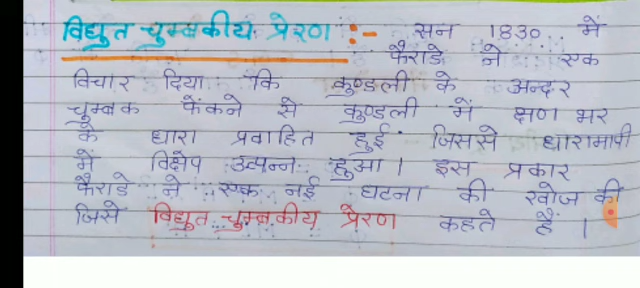 विद्युत चुम्बकीय प्रेरणा :- सन 1830 में
फैराडे ने एक
विचार दिया कि कुण्डली के अन्दर
चुम्बक फेंकने से कुण्डली में क्षण भर
के धारा प्रवाहित हुई जिससे धारामापी
में विक्षेप उत्पन्न हुआ । इस प्रकार
फैराडे ने एक नई घटना की खोज की
जिसे विद्युत चुम्बकीय प्रेरण कहते हैं ।